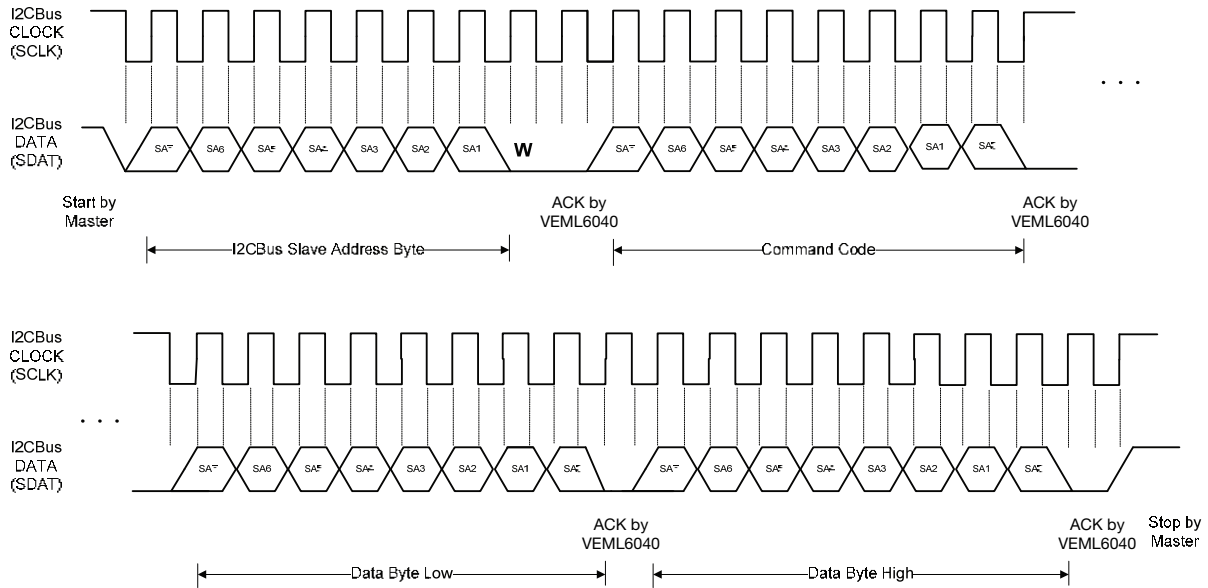 I2CBus
CLOCK
(SCLK)
. . .
I2CBus
DATA
(SDAT)
SA6 SA3 SA2 SA1 W SA6 SA3 SA2 SA1
Start by
Master
ACK by
VEML6040
ACK by
VEML6040
I2CBus Slave Address Byte
Command Code
I2CBus
CLOCK
(SCLK)
. . .
I2CBus
DATA
(SDAT)
SA6 SA3 SA2 SA1 SA6 SA3 SA2 SA1
ACK by
VEML6040
ACK by
VEML6040
Stop by
Master
Data Byte Low
Data Byte High